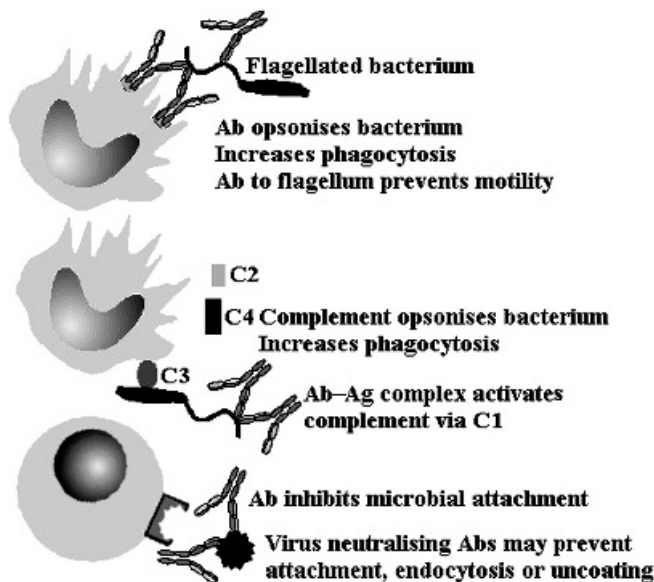 Flagellated bacterium
Ab opsonises bacterium
Increases phagocytosis
Ab to flagellum prevents motility
C2
C4 Complement opsonises bacterium
Increases phagocytosis
C3
Ab–Ag complex activates
complement via C1
Ab inhibits microbial attachment
Virus neutralising Abs may prevent
attachment, endocytosis or uncoating